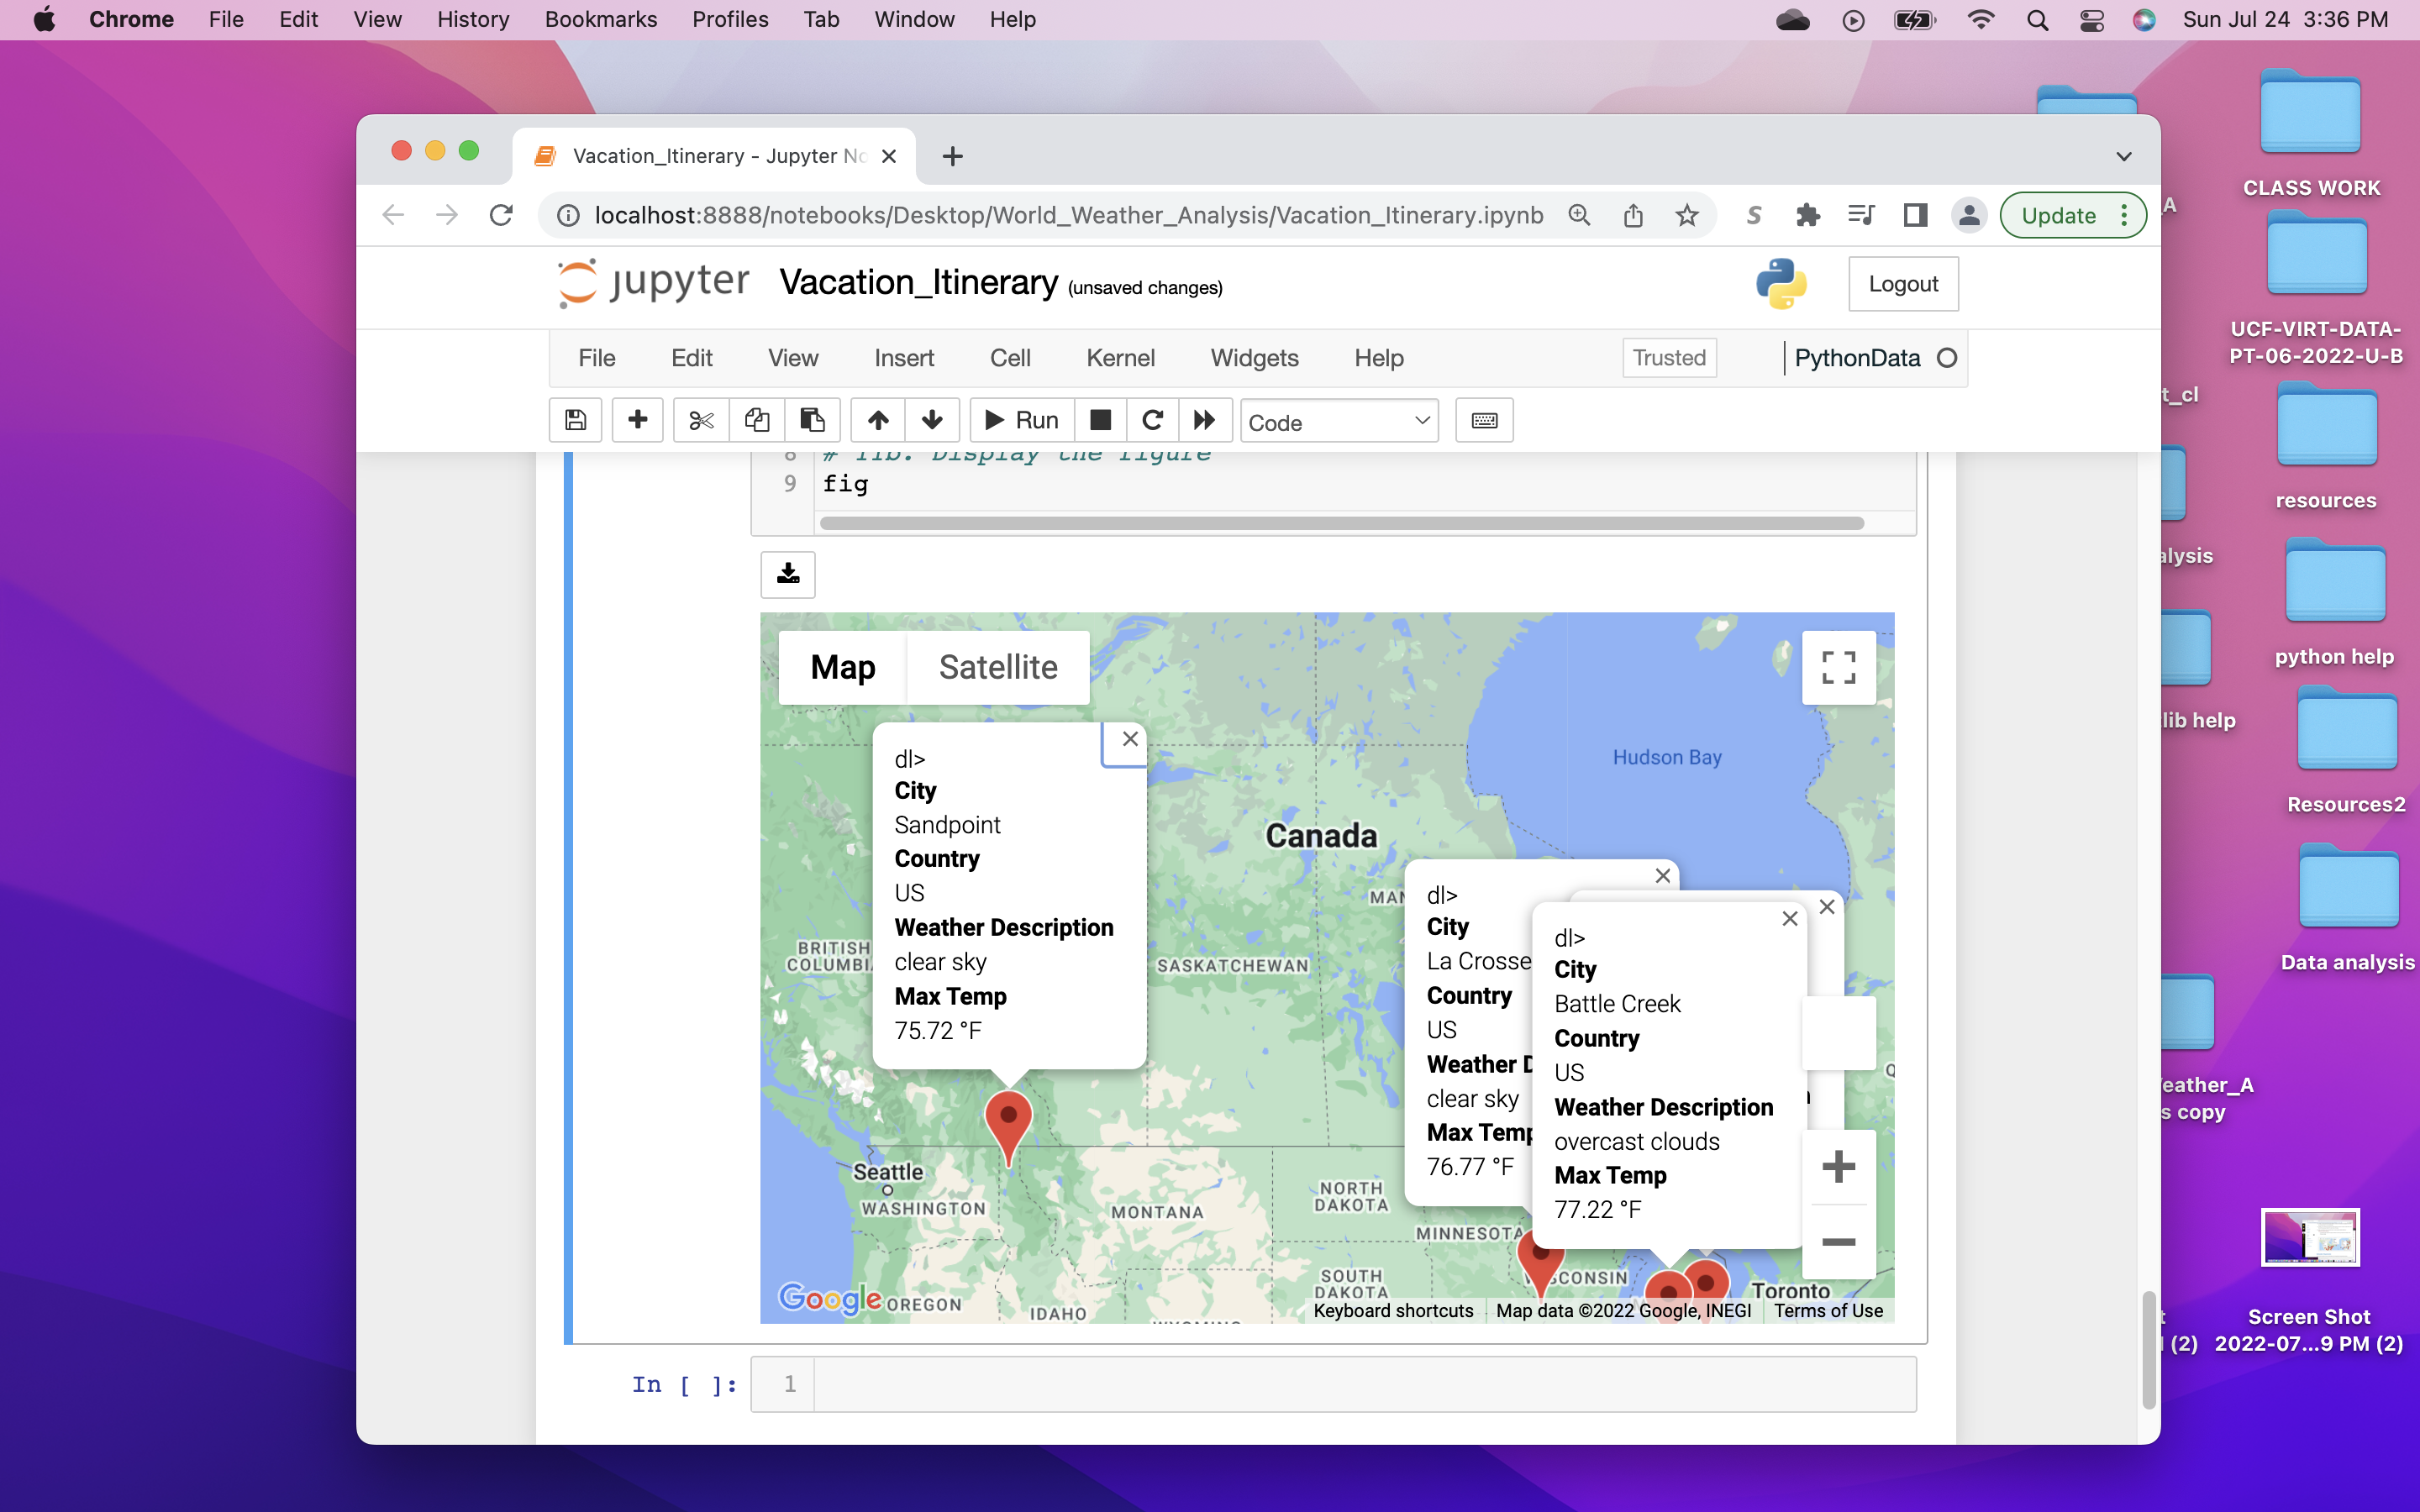 Chrome File Edit View History Bookmarks Profiles Tab Window Help Sun Jul 24 3:36 PM
Vacation_Itinerary - Jupyter No
localhost:8888/notebooks/Desktop/World_Weather_Analysis/Vacation_Itinerary.ipynb
Update
jupyter Vacation_Itinerary (unsaved changes)
Logout
File Edit View Insert Cell Kernel Widgets Help
Trusted
PythonData
Run
Code
8 # 11b. Display the figure
9 fig
Map Satellite
Hudson Bay
Canada
dl>
City
Sandpoint
Country
US
Weather Description
clear sky
Max Temp
75.72 °F
dl>
City
La Crosse
Country
US
Weather D
clear sky
Max Temp
76.77 °F
dl>
City
Battle Creek
Country
US
Weather Description
overcast clouds
Max Temp
77.22 °F
MAN
BRITISH
COLUMBI
SASKATCHEWAN
Seattle
WASHINGTON
MONTANA
NORTH
DAKOTA
MINNESOTA
SOUTH
DAKOTA
SCONSIN
Toronto
OREGON
IDAHO
WYOMING
Google
Keyboard shortcuts Map data ©2022 Google, INEGI Terms of Use
In [ ]: 1
CLASS WORK
_A
UCF-VIRT-DATA-
PT-06-2022-U-B
t_cl
resources
alysis
python help
lib help
Resources2
Data analysis
eather_A
s copy
Screen Shot
2022-07...9 PM (2)
t
(2)